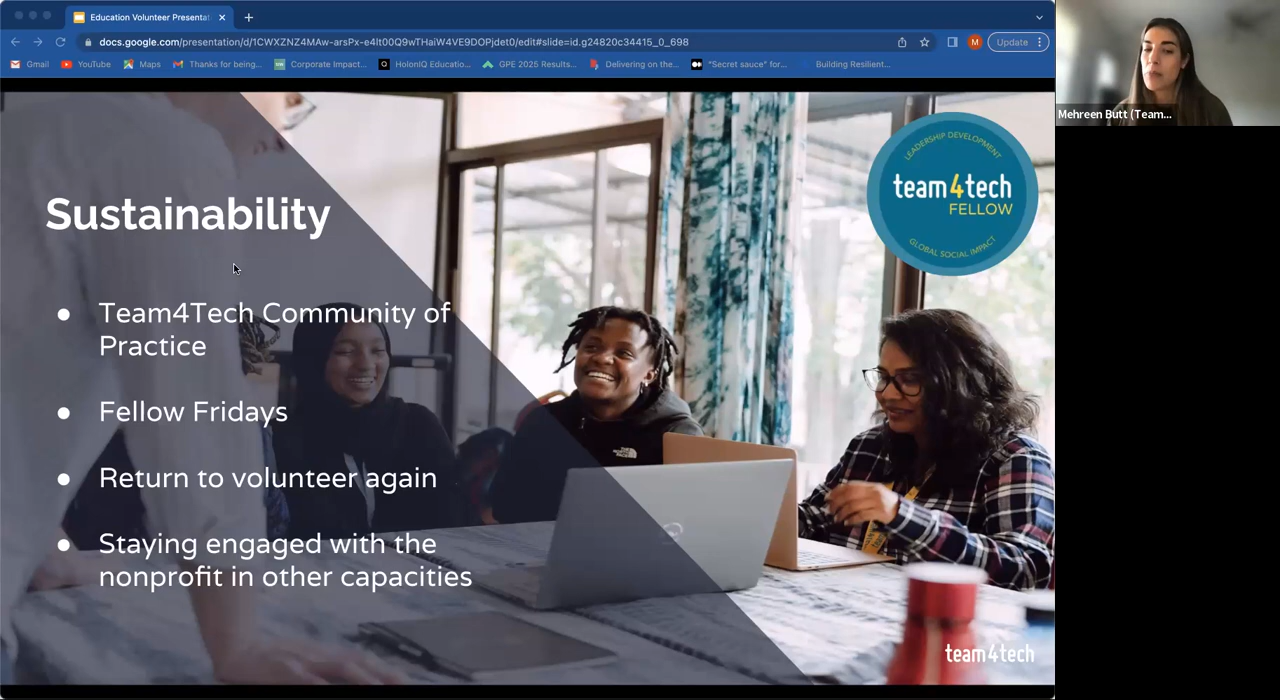 Education Volunteer Presenta
docs.google.com/presentation/d/1CWXZNZ4MAw-arsPx-e4lt00Q9wTHaiW4VE9DOPjdet0/edit#slide=id.g24820c34415_0_698
M
Update
Gmail
YouTube
Maps
Thanks for being...
Corporate Impact...
HolonIQ Educatio...
GPE 2025 Results...
Delivering on the...
"Secret sauce" for...
Building Resilient...
Mehreen Butt (Team...
LEADERSHIP DEVELOPMENT
team4tech
FELLOW
GLOBAL SOCIAL IMPACT
Sustainability
● Team4Tech Community of
Practice
● Fellow Fridays
● Return to volunteer again
● Staying engaged with the
nonprofit in other capacities
team4tech